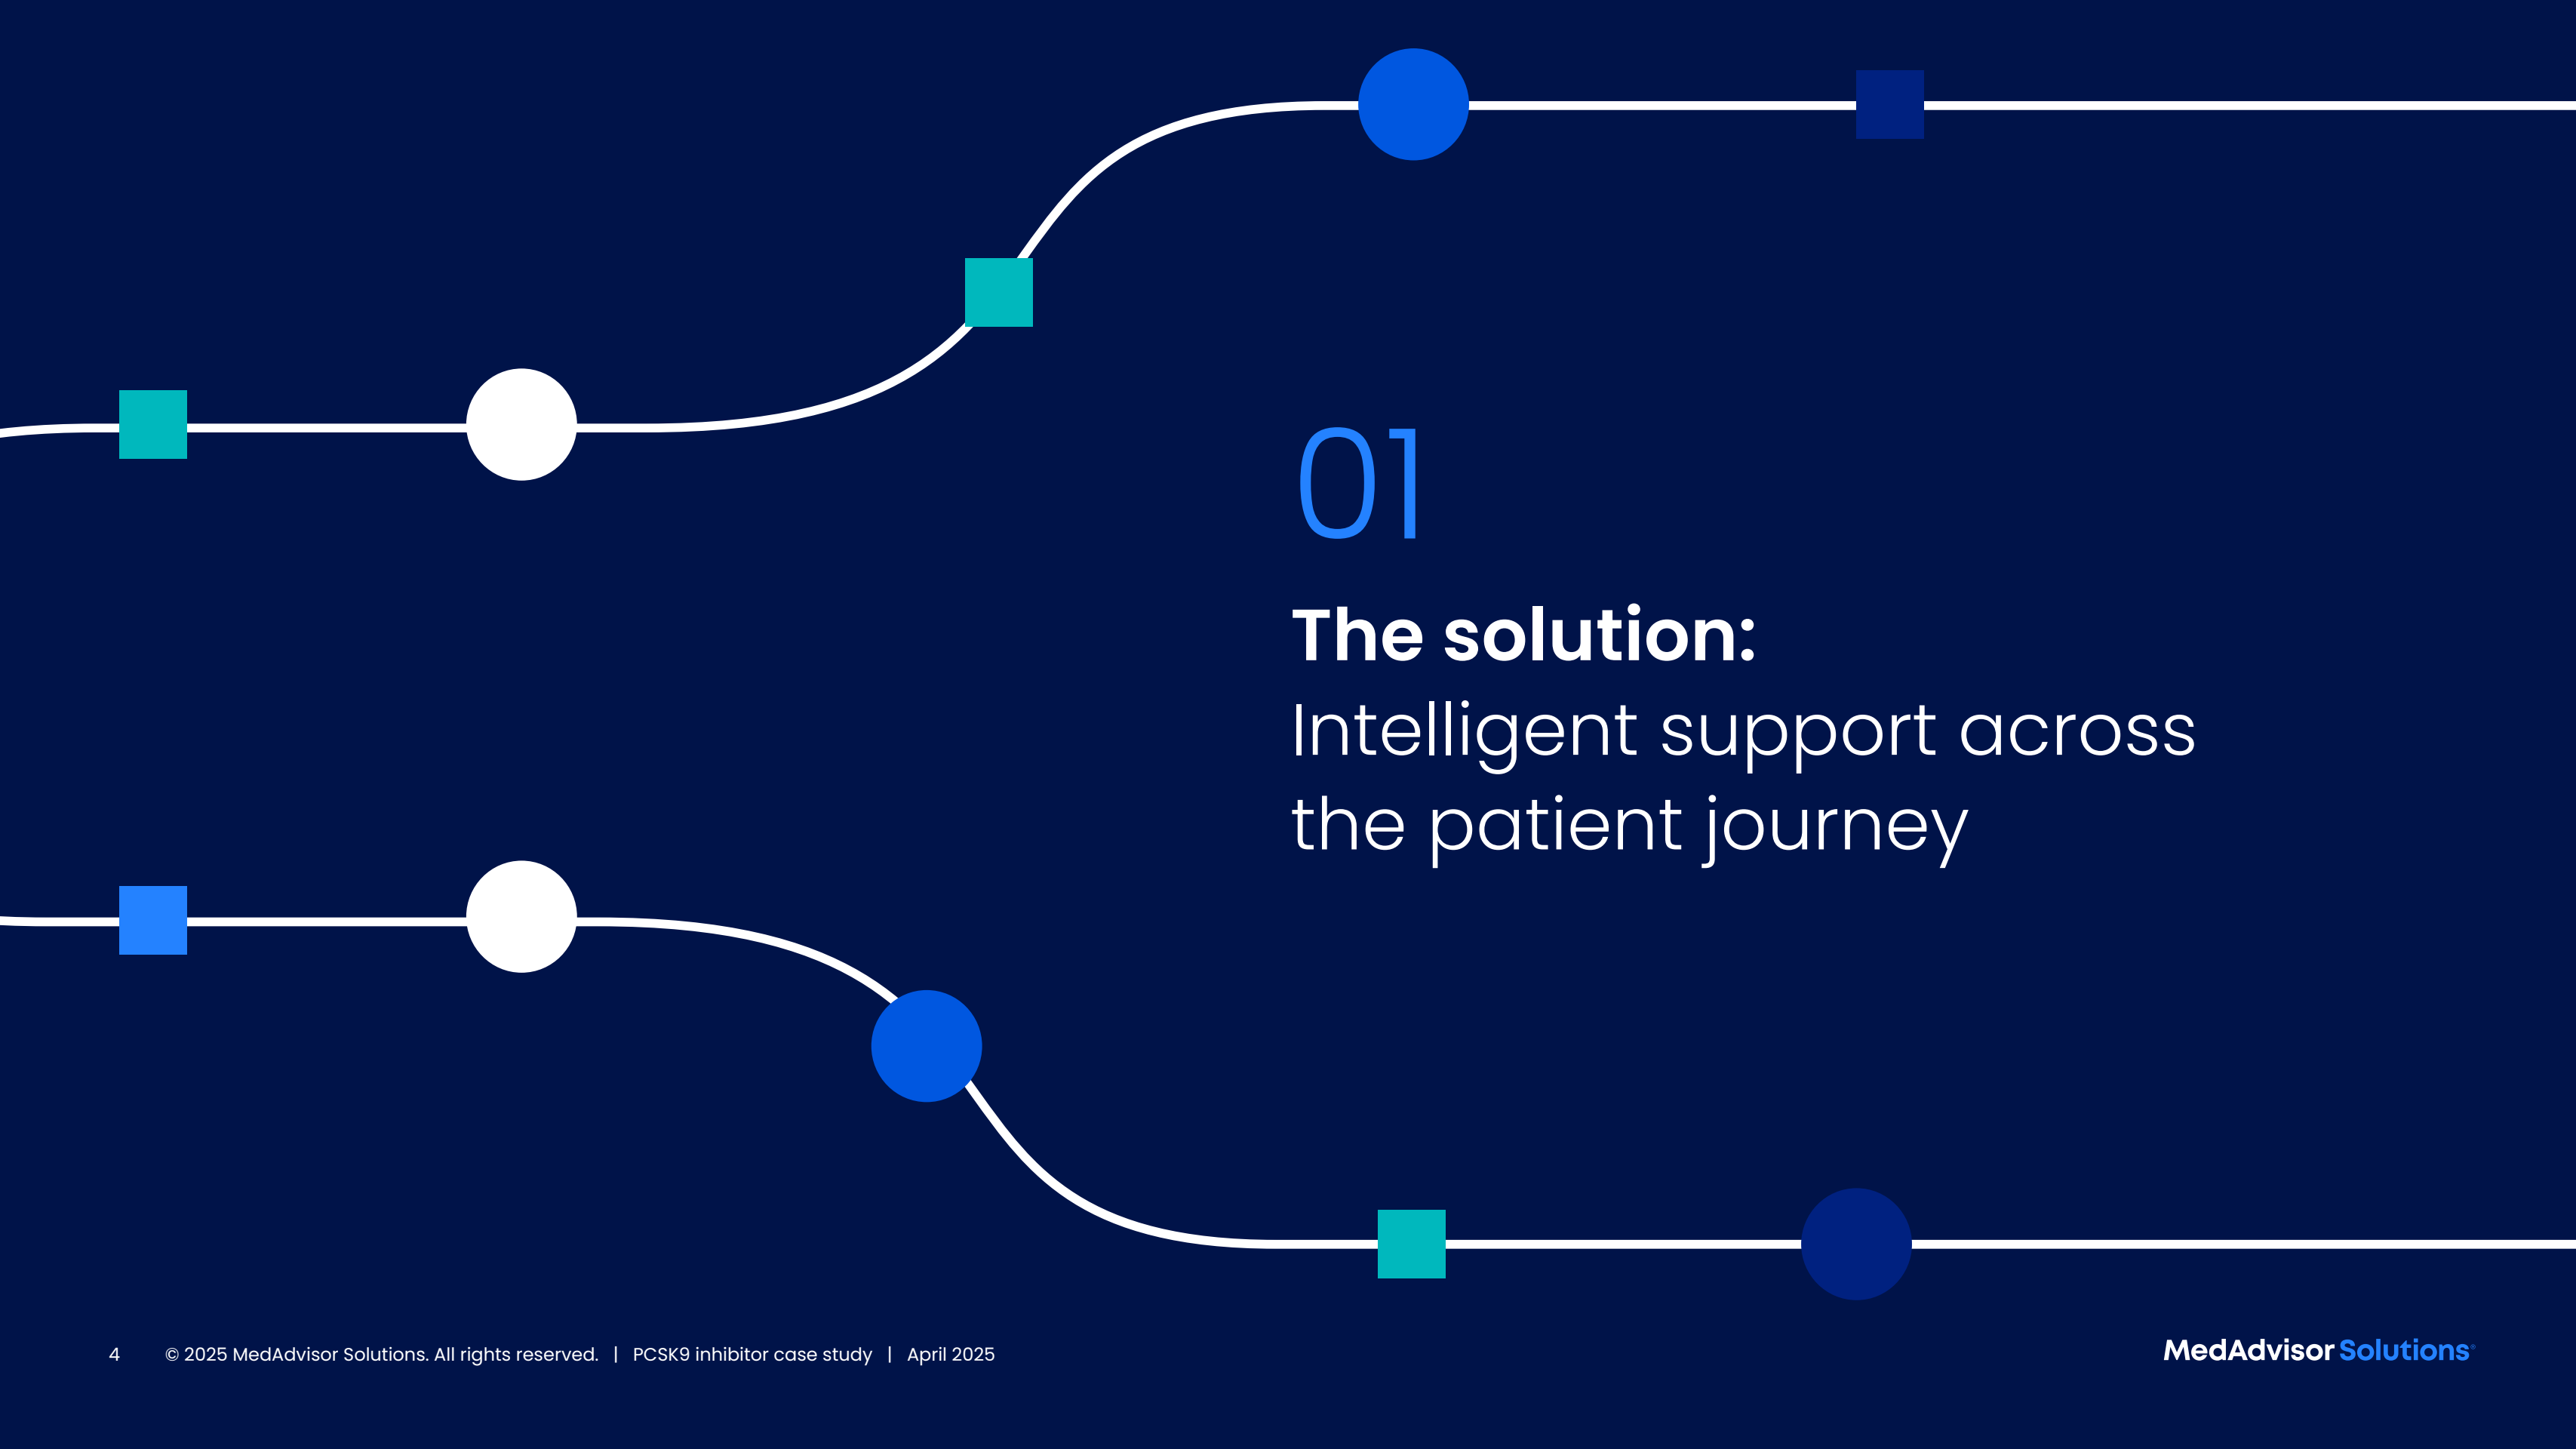 01
The solution:
Intelligent support across
the patient journey
4 © 2025 MedAdvisor Solutions. All rights reserved. | PCSK9 inhibitor case study | April 2025
MedAdvisor Solutions